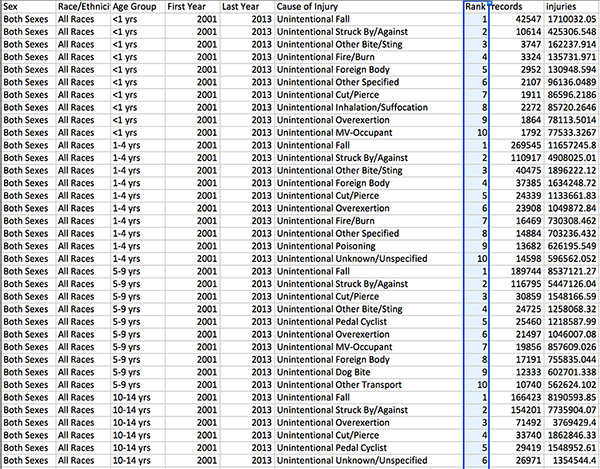 Sex Race/Ethnici Age Group First Year Last Year Cause of Injury Rank records injuries
Both Sexes All Races <1 yrs 2001 2013 Unintentional Fall 1 42547 1710032.05
Both Sexes All Races <1 yrs 2001 2013 Unintentional Struck By/Against 2 10614 425306.548
Both Sexes All Races <1 yrs 2001 2013 Unintentional Other Bite/Sting 3 3747 162237.914
Both Sexes All Races <1 yrs 2001 2013 Unintentional Fire/Burn 4 3324 135731.971
Both Sexes All Races <1 yrs 2001 2013 Unintentional Foreign Body 5 2952 130948.594
Both Sexes All Races <1 yrs 2001 2013 Unintentional Other Specified 6 2107 96136.0489
Both Sexes All Races <1 yrs 2001 2013 Unintentional Cut/Pierce 7 1911 86596.2186
Both Sexes All Races <1 yrs 2001 2013 Unintentional Inhalation/Suffocation 8 2272 85720.2646
Both Sexes All Races <1 yrs 2001 2013 Unintentional Overexertion 9 1864 78113.5014
Both Sexes All Races <1 yrs 2001 2013 Unintentional MV-Occupant 10 1792 77533.3267
Both Sexes All Races 1-4 yrs 2001 2013 Unintentional Fall 1 269545 11657245.8
Both Sexes All Races 1-4 yrs 2001 2013 Unintentional Struck By/Against 2 110917 4908025.01
Both Sexes All Races 1-4 yrs 2001 2013 Unintentional Other Bite/Sting 3 40475 1896222.12
Both Sexes All Races 1-4 yrs 2001 2013 Unintentional Foreign Body 4 37385 1634248.72
Both Sexes All Races 1-4 yrs 2001 2013 Unintentional Cut/Pierce 5 24339 1133661.83
Both Sexes All Races 1-4 yrs 2001 2013 Unintentional Overexertion 6 23908 1049872.84
Both Sexes All Races 1-4 yrs 2001 2013 Unintentional Fire/Burn 7 16469 730308.462
Both Sexes All Races 1-4 yrs 2001 2013 Unintentional Other Specified 8 14884 703236.432
Both Sexes All Races 1-4 yrs 2001 2013 Unintentional Poisoning 9 13682 626195.549
Both Sexes All Races 1-4 yrs 2001 2013 Unintentional Unknown/Unspecified 10 14598 596562.052
Both Sexes All Races 5-9 yrs 2001 2013 Unintentional Fall 1 189744 8537121.27
Both Sexes All Races 5-9 yrs 2001 2013 Unintentional Struck By/Against 2 116795 5447126.04
Both Sexes All Races 5-9 yrs 2001 2013 Unintentional Cut/Pierce 3 30859 1548166.59
Both Sexes All Races 5-9 yrs 2001 2013 Unintentional Other Bite/Sting 4 24725 1258068.32
Both Sexes All Races 5-9 yrs 2001 2013 Unintentional Pedal Cyclist 5 25460 1218587.99
Both Sexes All Races 5-9 yrs 2001 2013 Unintentional Overexertion 6 21497 1046007.08
Both Sexes All Races 5-9 yrs 2001 2013 Unintentional MV-Occupant 7 19856 857609.026
Both Sexes All Races 5-9 yrs 2001 2013 Unintentional Foreign Body 8 17191 755835.044
Both Sexes All Races 5-9 yrs 2001 2013 Unintentional Dog Bite 9 12333 602701.338
Both Sexes All Races 5-9 yrs 2001 2013 Unintentional Other Transport 10 10740 562624.102
Both Sexes All Races 10-14 yrs 2001 2013 Unintentional Fall 1 166423 8190593.85
Both Sexes All Races 10-14 yrs 2001 2013 Unintentional Struck By/Against 2 154201 7735904.07
Both Sexes All Races 10-14 yrs 2001 2013 Unintentional Overexertion 3 71492 3769429.4
Both Sexes All Races 10-14 yrs 2001 2013 Unintentional Cut/Pierce 4 33740 1862846.33
Both Sexes All Races 10-14 yrs 2001 2013 Unintentional Pedal Cyclist 5 29419 1548952.61
Both Sexes All Races 10-14 yrs 2001 2013 Unintentional Unknown/Unspecified 6 26971 1354544.4